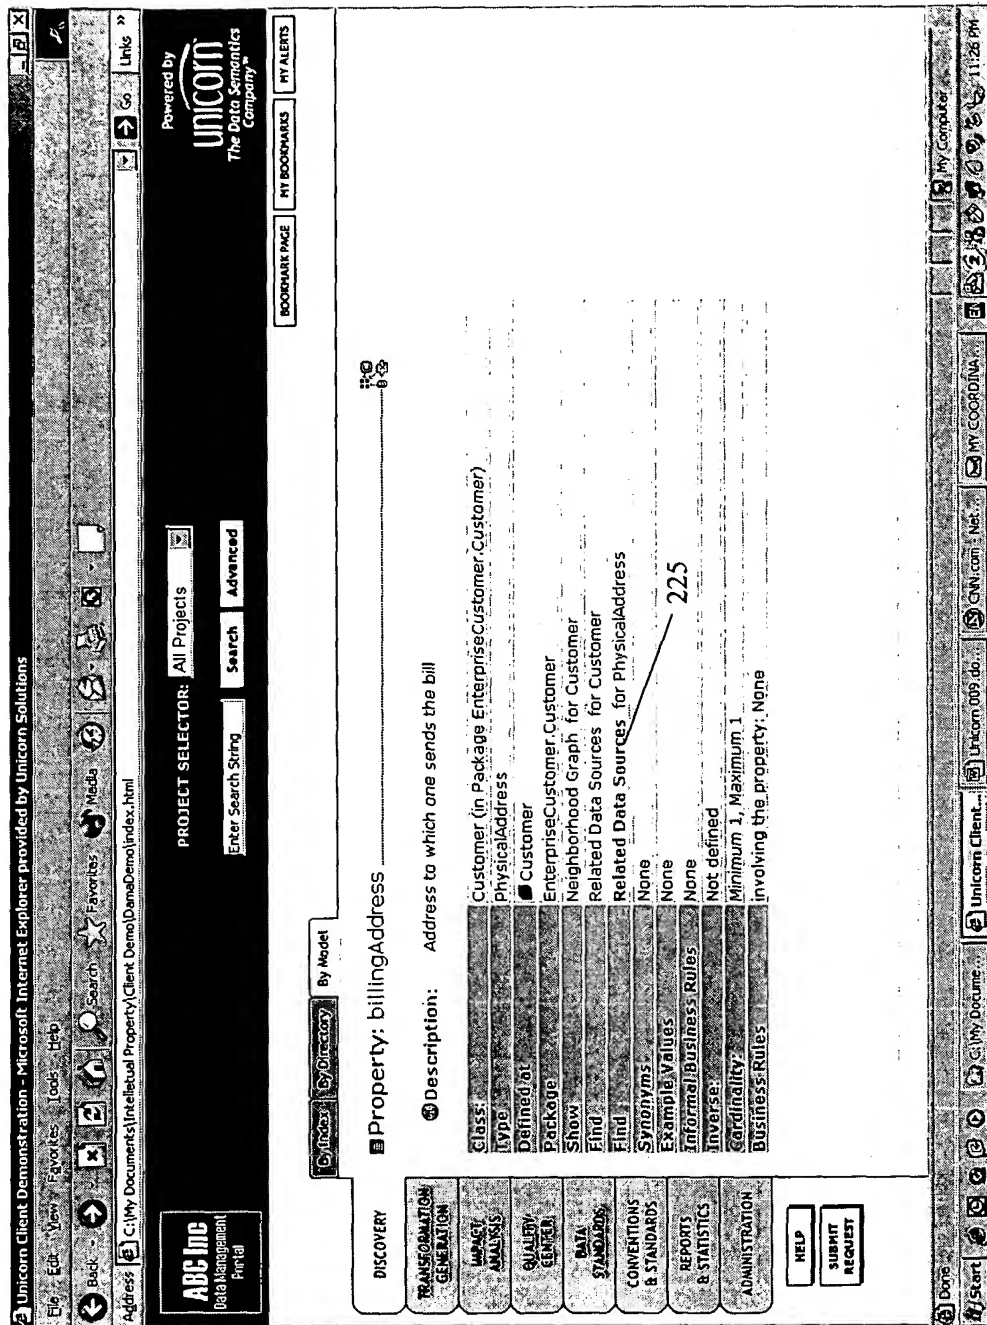 Unicorn Client Demonstration - Microsoft Internet Explorer provided by Unicorn Solutions
File Edit View Favorites Tools Help
Back Search Favorites Media
Address C:\My Documents\Intelletual Property\Client Demo\DamaDemo\index.html Go Links »
ABC Inc
Data Management
Portal
PROJECT SELECTOR: All Projects
Enter Search String Search Advanced
Powered by
unicorn
The Data Semantics
Company™
BOOKMARK PAGE MY BOOKMARKS MY ALERTS
By Index By Directory By Model
DISCOVERY
TRANSFORMATION
GENERATION
IMPACT
ANALYSIS
QUALITY
CENTER
DATA
STANDARDS
CONVENTIONS
& STANDARDS
REPORTS
& STATISTICS
ADMINISTRATION
HELP
SUBMIT
REQUEST
Property: billingAddress
Description: Address to which one sends the bill
Class: Customer (in Package EnterpriseCustomer.Customer)
Type PhysicalAddress
Defined at Customer
Package EnterpriseCustomer.Customer
Show Neighborhood Graph for Customer
Find Related Data Sources for Customer
Find Related Data Sources for PhysicalAddress
225
Synonyms None
Example Values None
Informal Business Rules None
Inverse: Not defined
Cardinality: Minimum 1, Maximum 1
Business Rules involving the property: None
Done My Computer
Start C:\My Docume... Unicorn Client... Unicorn 009.do... CNN.com - Net... MY COORDINA... EN 11:26 PM